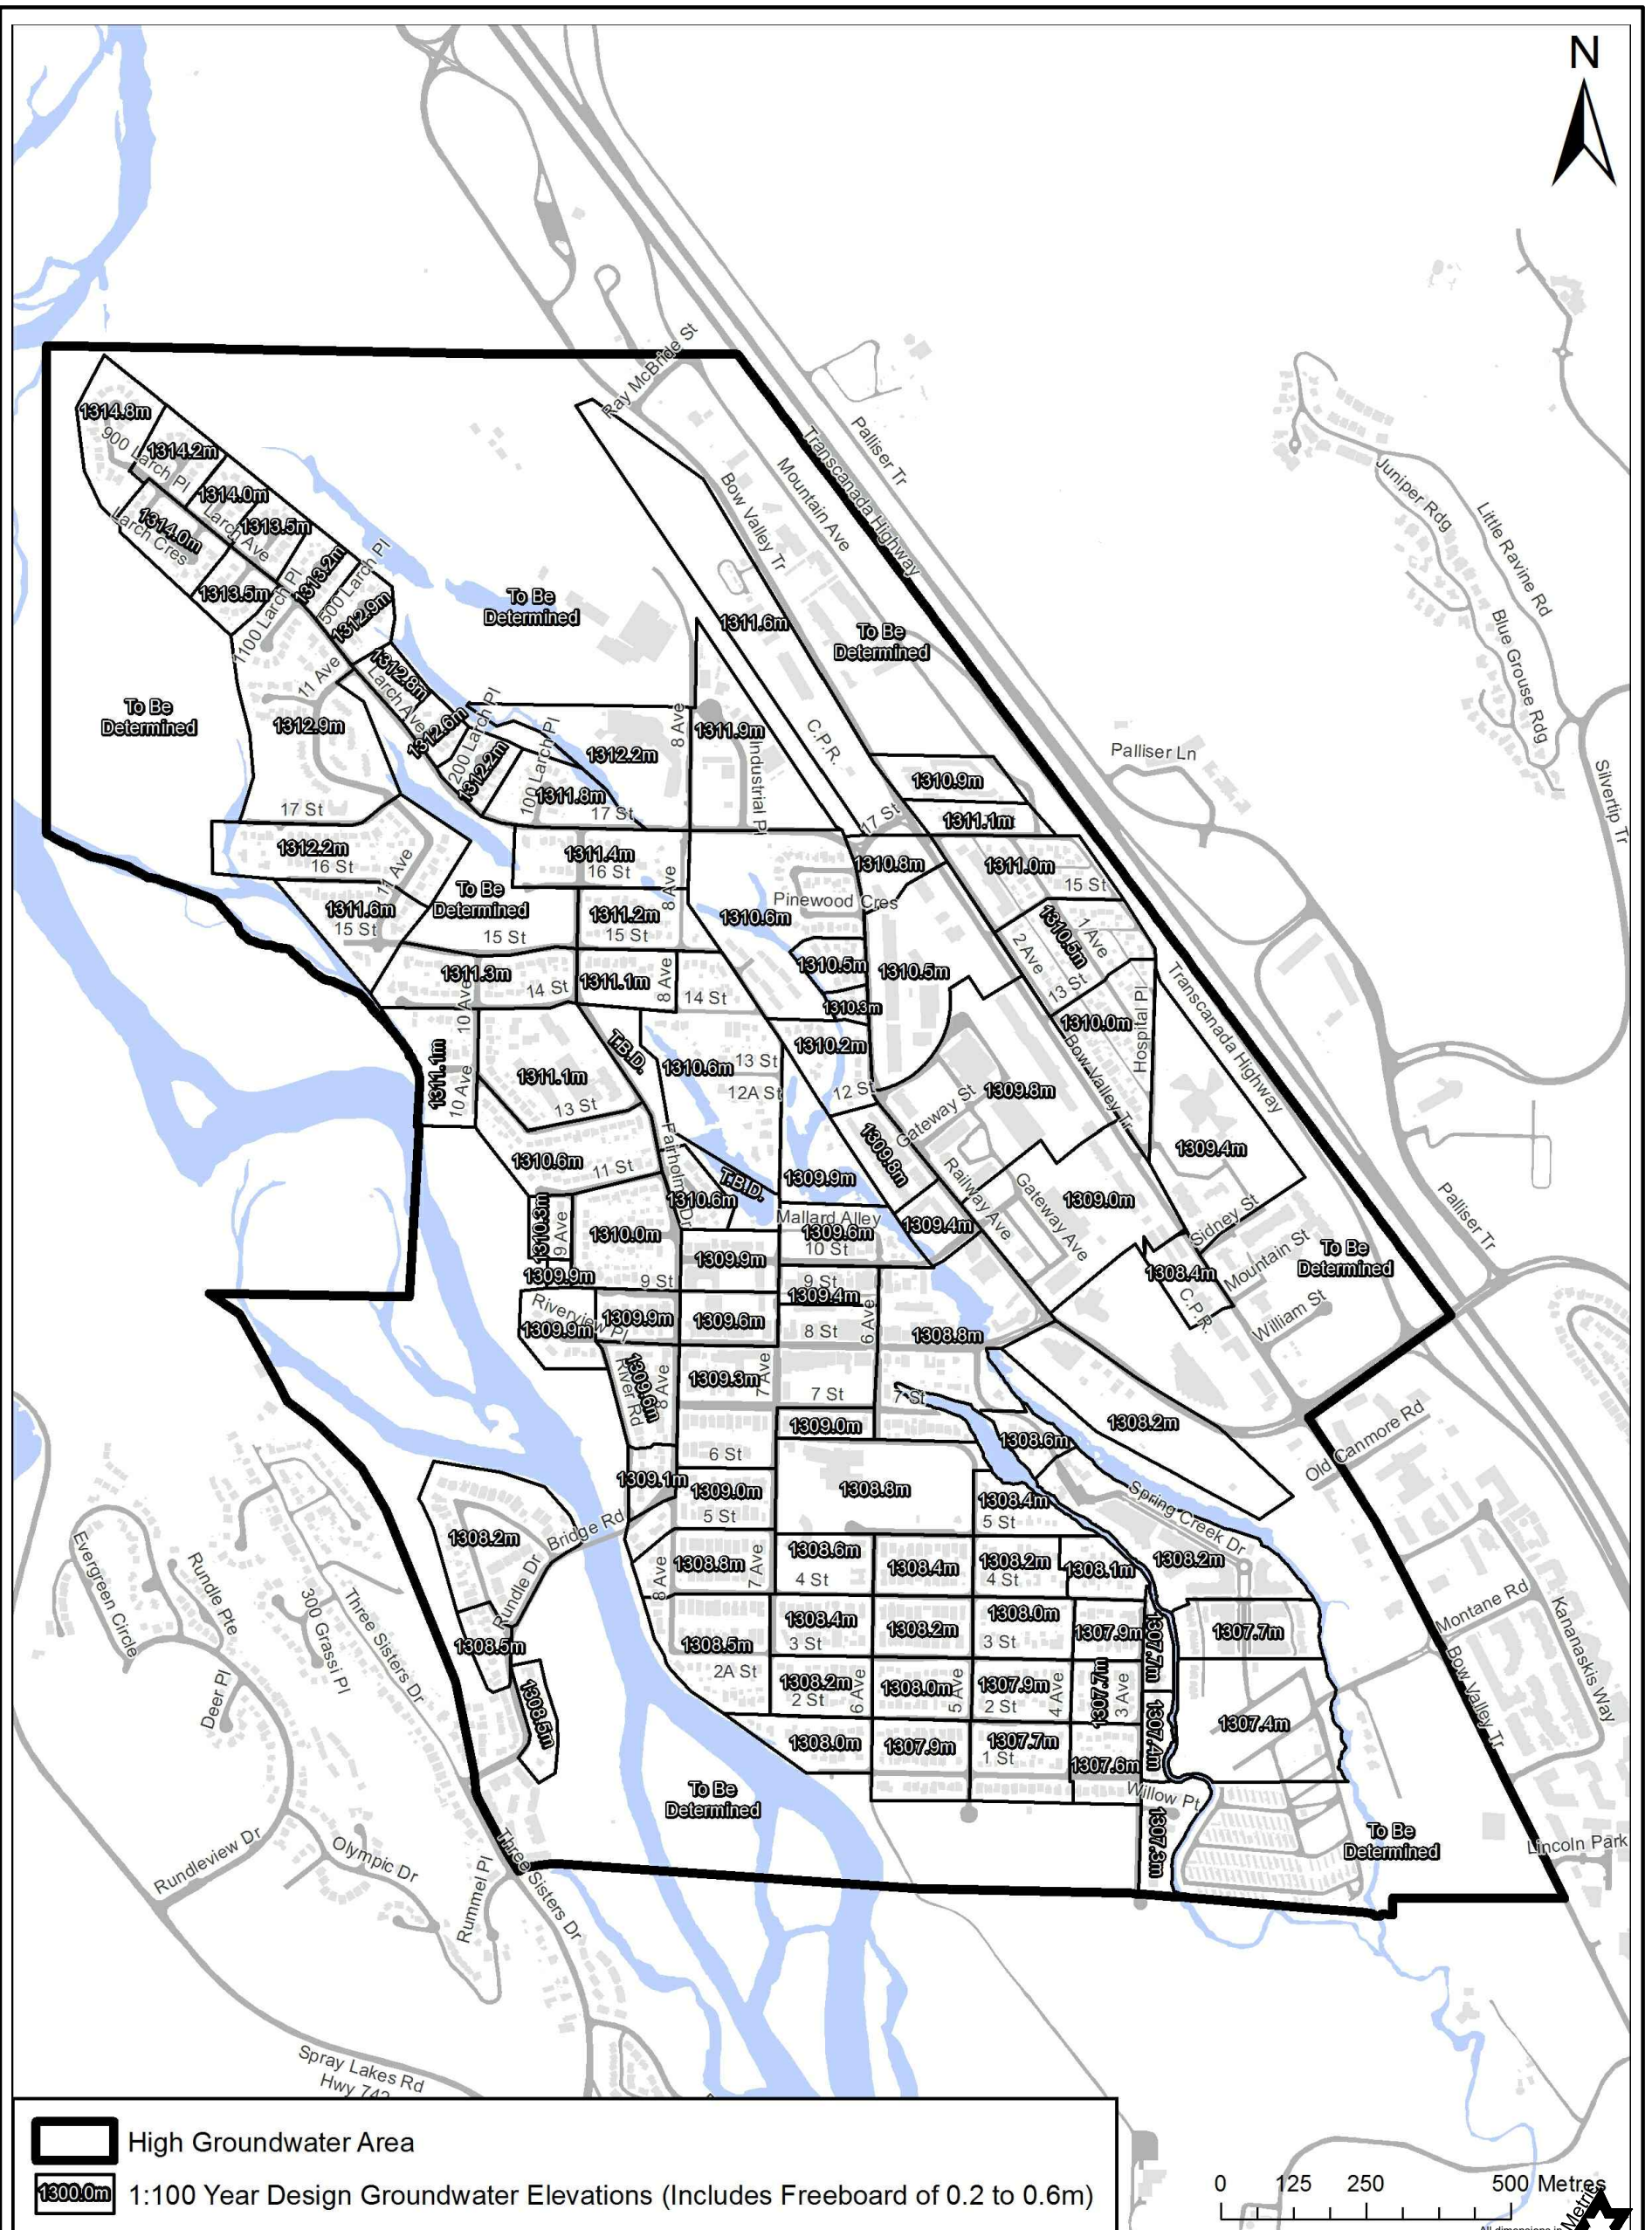 N
Ray McBride St
Palliser Tr
Transcanada Highway
Mountain Ave
Bow Valley Tr
Juniper Rdg
Little Ravine Rd
Blue Grouse Rdg
Silvertip Tr
Palliser Ln
1314.8m
900 Larch Pl
1314.2m
1314.0m
Larch Ave
1313.5m
1314.0m
Larch Cres
1313.5m
1313.2m
500 Larch Pl
1312.9m
1100 Larch Pl
To Be
Determined
1311.6m
To Be
Determined
11 Ave
1312.8m
Larch Ave
To Be
Determined
1312.9m
1312.6m
200 Larch Pl
1312.2m
100 Larch Pl
1312.2m
8 Ave
1311.9m
Industrial Pl
C.P.R.
1310.9m
1311.8m
17 St
17 St
17 St
1311.1m
1312.2m
16 St
11 Ave
1311.4m
16 St
8 Ave
1310.8m
1311.0m
15 St
To Be
Determined
Pinewood Cres
1311.6m
15 St
15 St
1311.2m
15 St
1310.6m
1310.5m
1 Ave
2 Ave
1310.5m
1310.5m
1311.3m
14 St
1311.1m
8 Ave
14 St
1310.3m
13 St
Hospital Pl
Transcanada Highway
10 Ave
1310.0m
1311.1m
10 Ave
1311.1m
T.B.D.
1310.6m
13 St
1310.2m
Bow Valley Tr
12A St
12 St
1309.8m
13 St
Gateway St
1309.8m
1309.4m
1310.6m
11 St
Fairholm Dr
T.B.D.
1309.9m
Railway Ave
Gateway Ave
1309.0m
Palliser Tr
1310.3m
9 Ave
1310.0m
1310.6m
Mallard Alley
1309.6m
10 St
1309.4m
Sidney St
Mountain St
To Be
Determined
1309.9m
1309.9m
9 St
9 St
1309.4m
6 Ave
1308.4m
C.P.R.
William St
Riverview Pl
1309.9m
1309.9m
1309.6m
8 St
1308.8m
1309.6m
River Rd
8 Ave
1309.3m
7 Ave
7 St
7 St
Old Canmore Rd
1309.0m
1308.6m
1308.2m
6 St
1309.1m
1309.0m
5 St
1308.8m
1308.4m
5 St
Spring Creek Dr
1308.2m
Bridge Rd
Rundle Dr
8 Ave
1308.8m
7 Ave
1308.6m
4 St
1308.4m
1308.2m
4 St
1308.1m
1308.2m
Montane Rd
Kananaskis Way
Evergreen Circle
Rundle Pte
300 Grassi Pl
Three Sisters Dr
1308.5m
1308.5m
2A St
1308.4m
3 St
1308.2m
1308.0m
3 St
1307.9m
1307.7m
1307.7m
Bow Valley Tr
Deer Pl
1308.5m
1308.2m
2 St
6 Ave
1308.0m
5 Ave
1307.9m
2 St
4 Ave
1307.7m
3 Ave
1307.4m
1307.4m
1308.0m
1307.9m
1307.7m
1 St
1307.6m
Willow Pt
To Be
Determined
1307.3m
To Be
Determined
Lincoln Park
Rundleview Dr
Olympic Dr
Rummel Pl
Three Sisters Dr
Spray Lakes Rd
Hwy 742
High Groundwater Area
1300.0m 1:100 Year Design Groundwater Elevations (Includes Freeboard of 0.2 to 0.6m)
0 125 250 500 Metres
Metric
All dimensions in